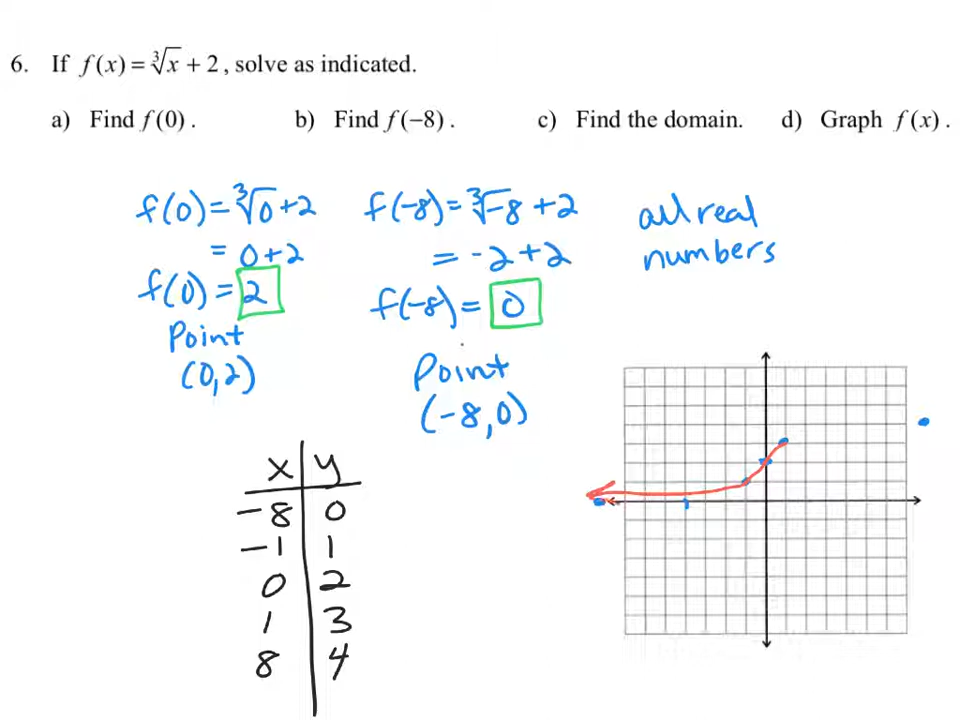 6. If f(x) = ∛x + 2, solve as indicated.
a) Find f(0). b) Find f(−8). c) Find the domain. d) Graph f(x).
f(0) = ∛0 + 2
= 0 + 2
f(0) = 2
Point
(0,2)
f(-8) = ∛-8 + 2
= -2 + 2
f(-8) = 0
Point
(-8,0)
all real
numbers
x y
-8 0
-1 1
0 2
1 3
8 4